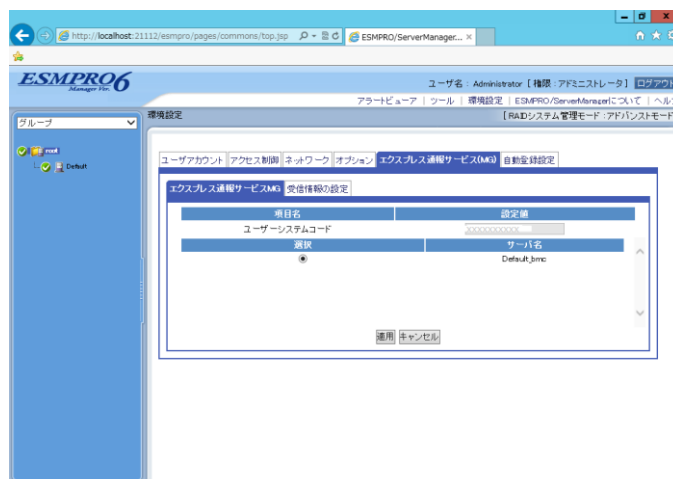 http://localhost:21112/esmpro/pages/commons/top.jsp
ESMPRO/ServerManager... ×
ESMPRO6
Manager Ver.
ユーザ名 : Administrator [ 権限 : アドミニストレータ ] ログアウト
アラートビューア | ツール | 環境設定 | ESMPRO/ServerManagerについて | ヘル
グループ
環境設定
[ RAIDシステム管理モード : アドバンストモード
root
Default
ユーザアカウント アクセス制御 ネットワーク オプション エクスプレス通報サービス(MG) 自動登録設定
エクスプレス通報サービスMG 受信情報の設定
項目名 設定値
ユーザーシステムコード xxxxxxxxxx
選択 サーバ名
Default_bmc
適用 キャンセル